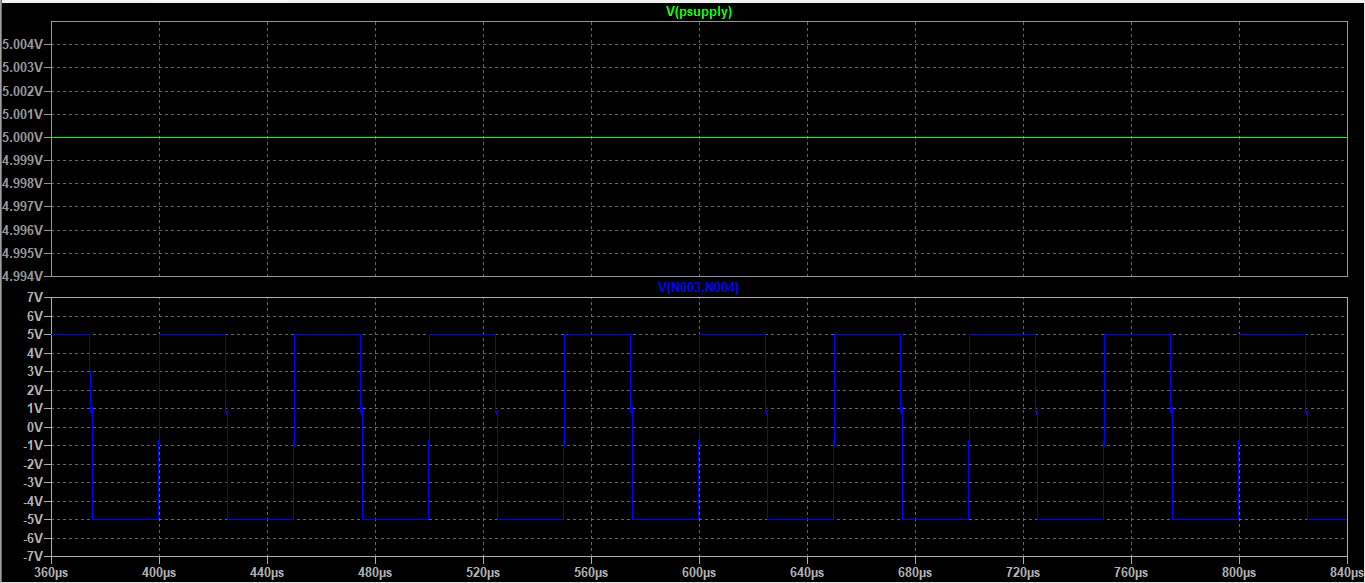 V(psupply)
5.004V
5.003V
5.002V
5.001V
5.000V
4.999V
4.998V
4.997V
4.996V
4.995V
4.994V
V(N003,N004)
7V
6V
5V
4V
3V
2V
1V
0V
-1V
-2V
-3V
-4V
-5V
-6V
-7V
360µs 400µs 440µs 480µs 520µs 560µs 600µs 640µs 680µs 720µs 760µs 800µs 840µs